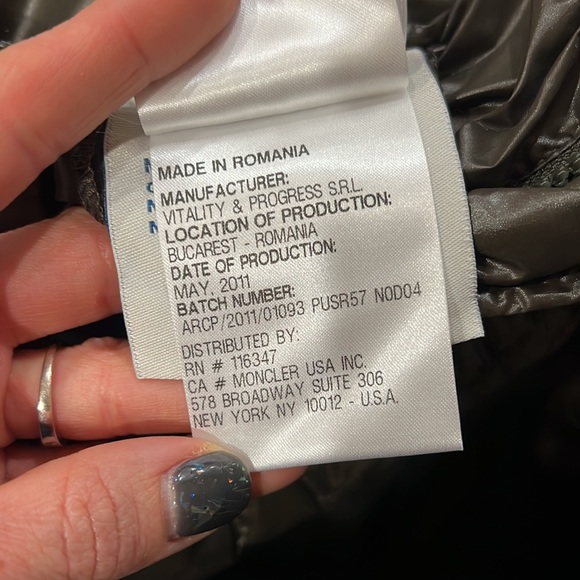 MADE IN ROMANIA
MANUFACTURER:
VITALITY & PROGRESS S.R.L.
LOCATION OF PRODUCTION:
BUCAREST - ROMANIA
DATE OF PRODUCTION:
MAY, 2011
BATCH NUMBER:
ARCP/2011/01093 PUSR57 N0D04
DISTRIBUTED BY:
RN # 116347
CA # MONCLER USA INC.
578 BROADWAY SUITE 306
NEW YORK NY 10012 - U.S.A.